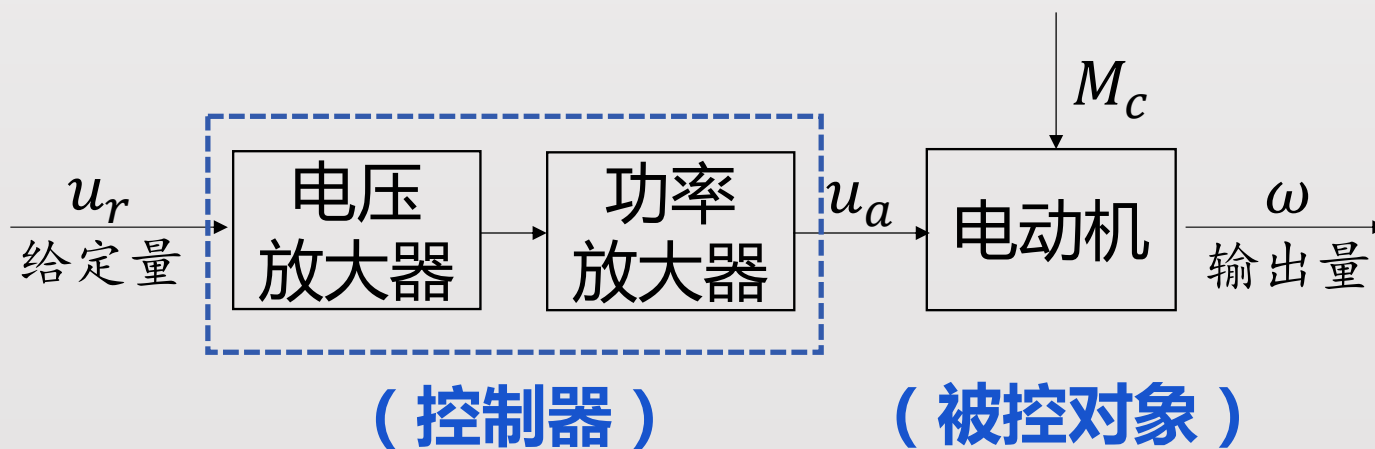 M_c
u_r
给定量
电压
放大器
功率
放大器
u_a
电动机
ω
输出量
（控制器）
（被控对象）